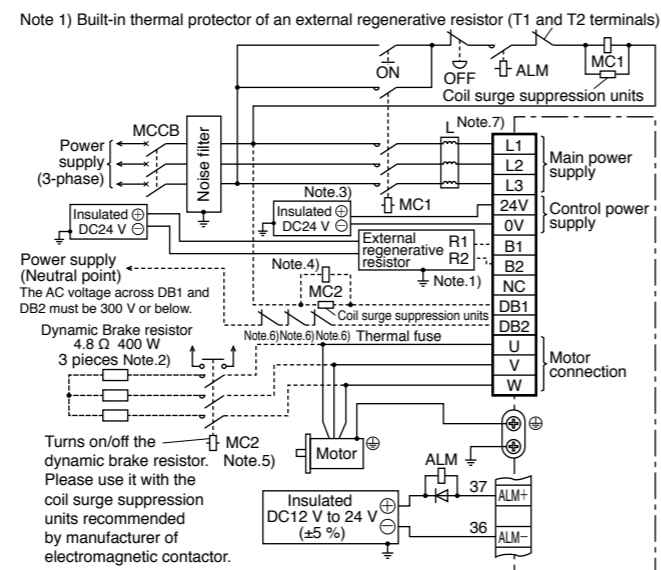 Note 1) Built-in thermal protector of an external regenerative resistor (T1 and T2 terminals)
ON
OFF
ALM
MC1
Coil surge suppression units
MCCB
Power
supply
(3-phase)
Noise filter
L
Note.7)
L1
L2
L3
Main power
supply
MC1
Note.3)
Insulated ⊕
DC24 V ⊖
Insulated ⊕
DC24 V ⊖
24V
0V
Control power
supply
External
regenerative
resistor
R1
R2
Note.1)
B1
B2
NC
DB1
DB2
Power supply
(Neutral point)
The AC voltage across DB1 and
DB2 must be 300 V or below.
Note.4)
MC2
Coil surge suppression units
Note.6)Note.6)Note.6)
Thermal fuse
Dynamic Brake resistor
4.8 Ω 400 W
3 pieces Note.2)
U
V
W
Motor
connection
Turns on/off the
dynamic brake resistor.
Please use it with the
coil surge suppression
units recommended
by manufacturer of
electromagnetic contactor.
MC2
Note.5)
Motor
ALM
37
ALM+
36
ALM-
Insulated
DC12 V to 24 V
(±5 %)